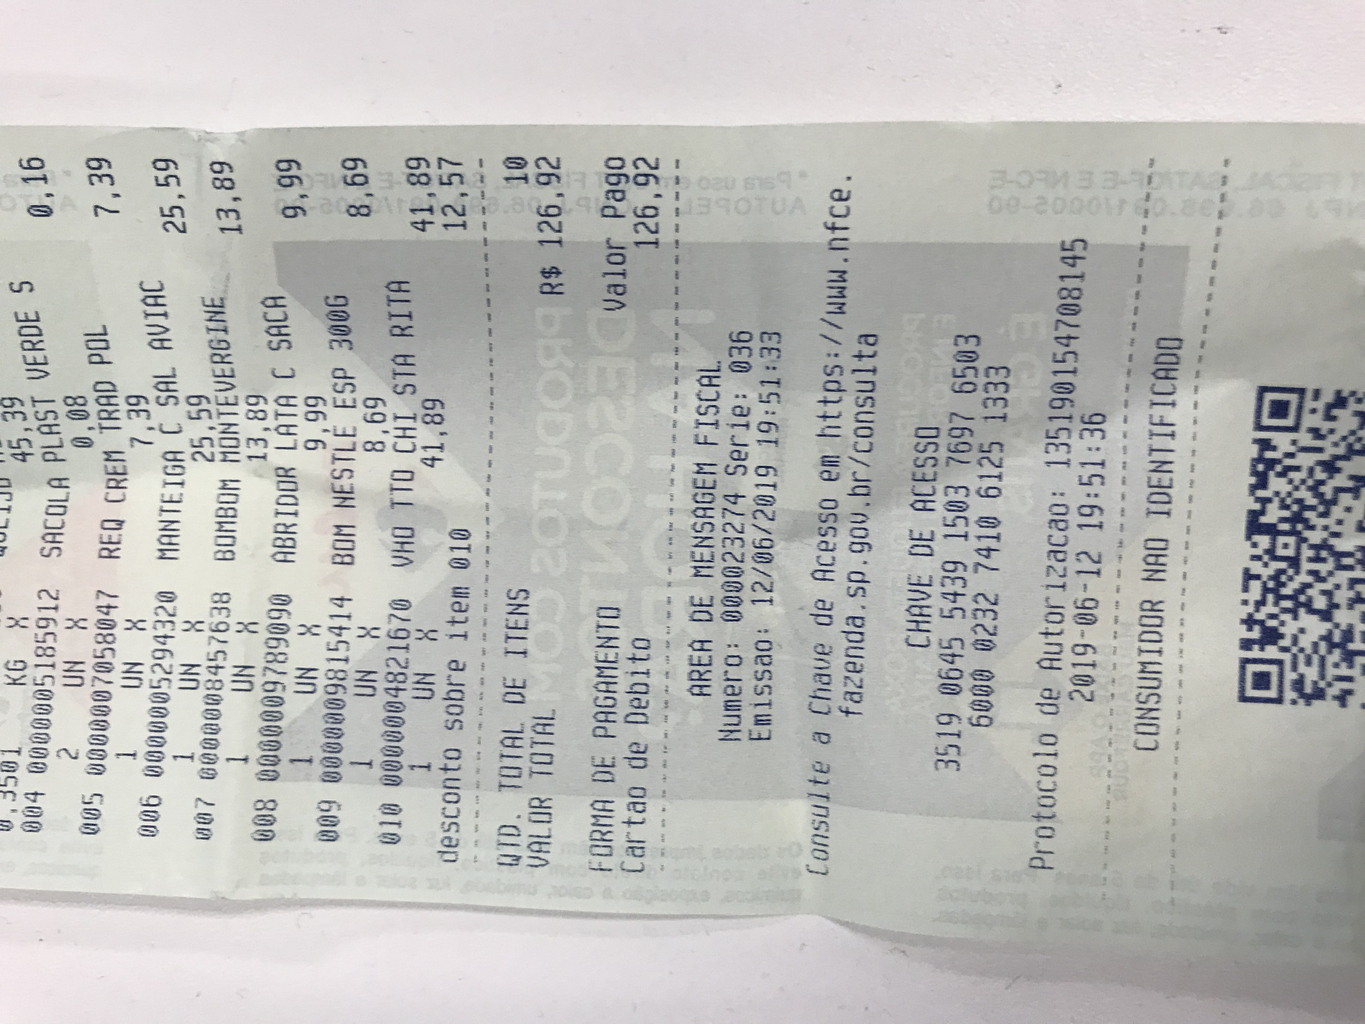 0,3501 KG X 45,39
004 00000005185912 SACOLA PLAST VERDE S
2 UN X 0,08 0,16
005 0000007058047 REQ CREM TRAD POL
1 UN X 7,39 7,39
006 0000005294320 MANTEIGA C SAL AVIAC
1 UN X 25,59 25,59
007 0000008457638 BUMBOM MONTEVERGINE
1 UN X 13,89 13,89
008 0000009789090 ABRIDOR LATA C SACA
1 UN X 9,99 9,99
009 0000009815414 BOM NESTLE ESP 300G
1 UN X 8,69 8,69
010 0000004821670 VHO TTO CHI STA RITA
1 UN X 41,89 41,89
desconto sobre item 010 12,57
QTD. TOTAL DE ITENS 10
VALOR TOTAL R$ 126,92
FORMA DE PAGAMENTO Valor Pago
Cartao de Debito 126,92
AREA DE MENSAGEM FISCAL
Numero: 000023274 Serie: 036
Emissao: 12/06/2019 19:51:33
Consulte a Chave de Acesso em https://www.nfce.
fazenda.sp.gov.br/consulta
CHAVE DE ACESSO
3519 0645 5439 1503 7697 6503
6000 0232 7410 6125 1333
Protocolo de Autorizacao: 135190154708145
2019-06-12 19:51:36
CONSUMIDOR NAO IDENTIFICADO